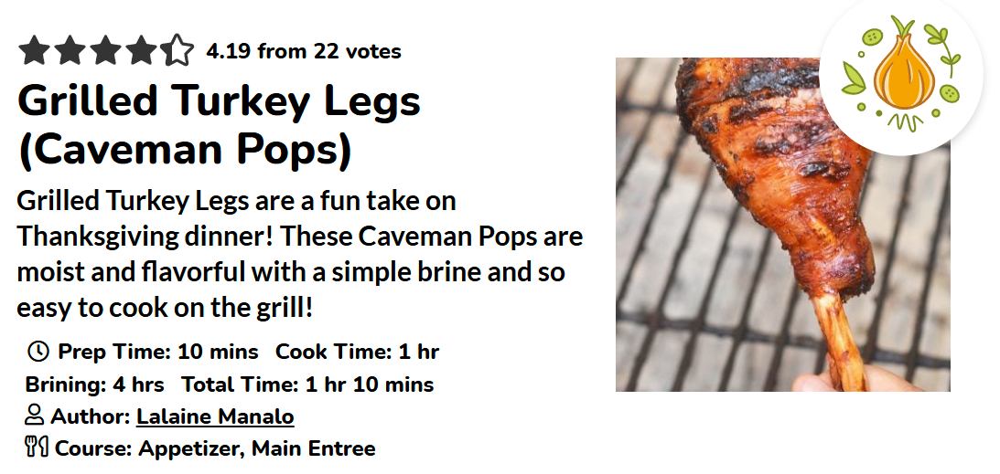 4.19 from 22 votes
Grilled Turkey Legs
(Caveman Pops)
Grilled Turkey Legs are a fun take on
Thanksgiving dinner! These Caveman Pops are
moist and flavorful with a simple brine and so
easy to cook on the grill!
Prep Time: 10 mins Cook Time: 1 hr
Brining: 4 hrs Total Time: 1 hr 10 mins
Author: Lalaine Manalo
Course: Appetizer, Main Entree